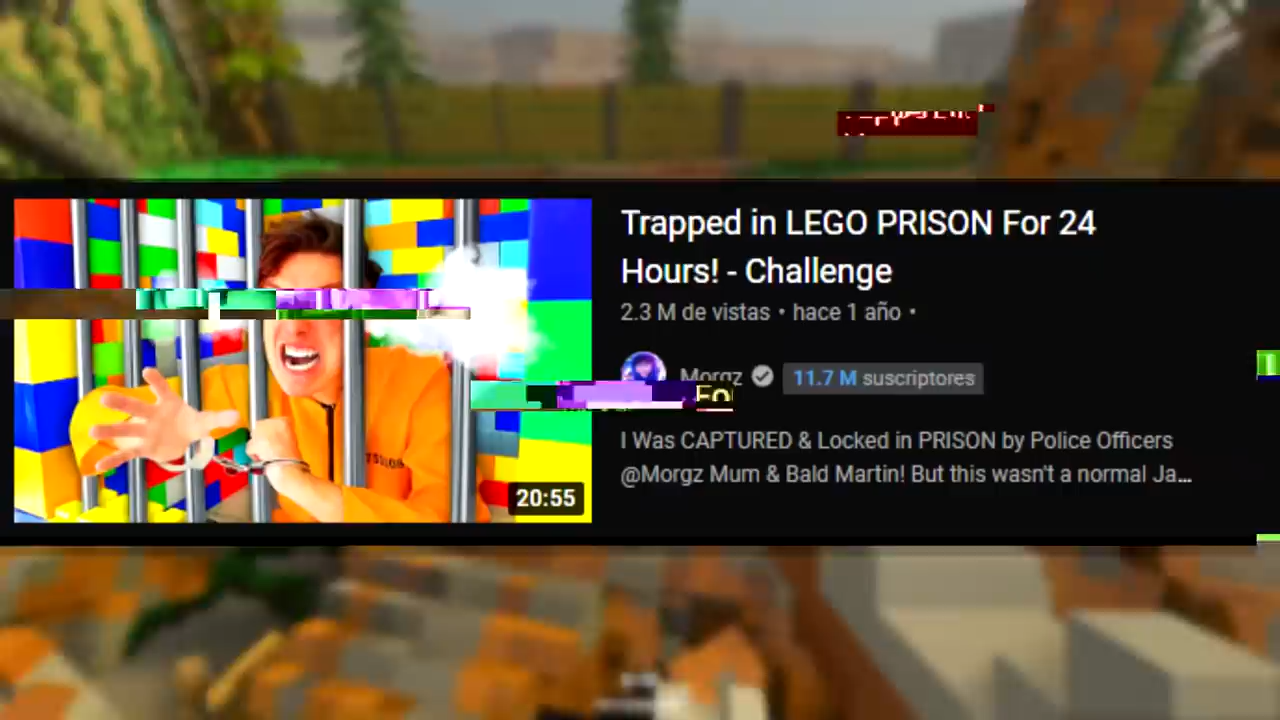 Trapped in LEGO PRISON For 24
Hours! - Challenge
2.3 M de vistas • hace 1 año •
Morgz 11.7 M suscriptores
I Was CAPTURED & Locked in PRISON by Police Officers
@Morgz Mum & Bald Martin! But this wasn't a normal Ja...
20:55